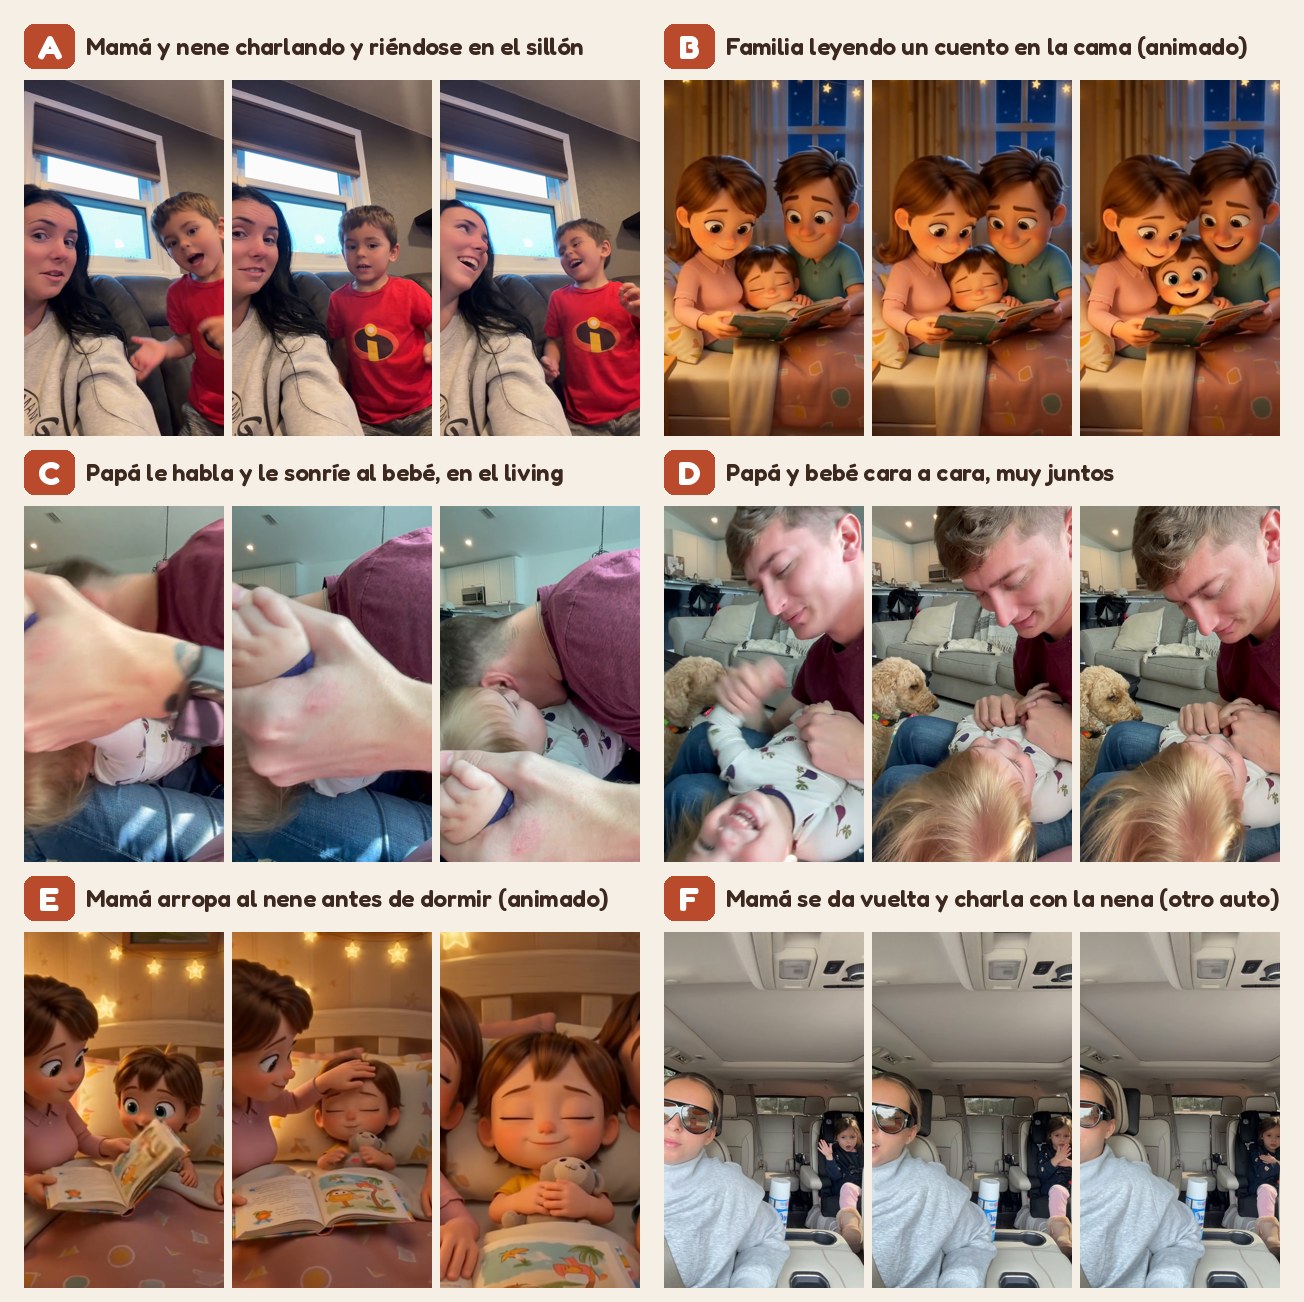 A Mamá y nene charlando y riéndose en el sillón
B Familia leyendo un cuento en la cama (animado)
C Papá le habla y le sonríe al bebé, en el living
D Papá y bebé cara a cara, muy juntos
E Mamá arropa al nene antes de dormir (animado)
F Mamá se da vuelta y charla con la nena (otro auto)